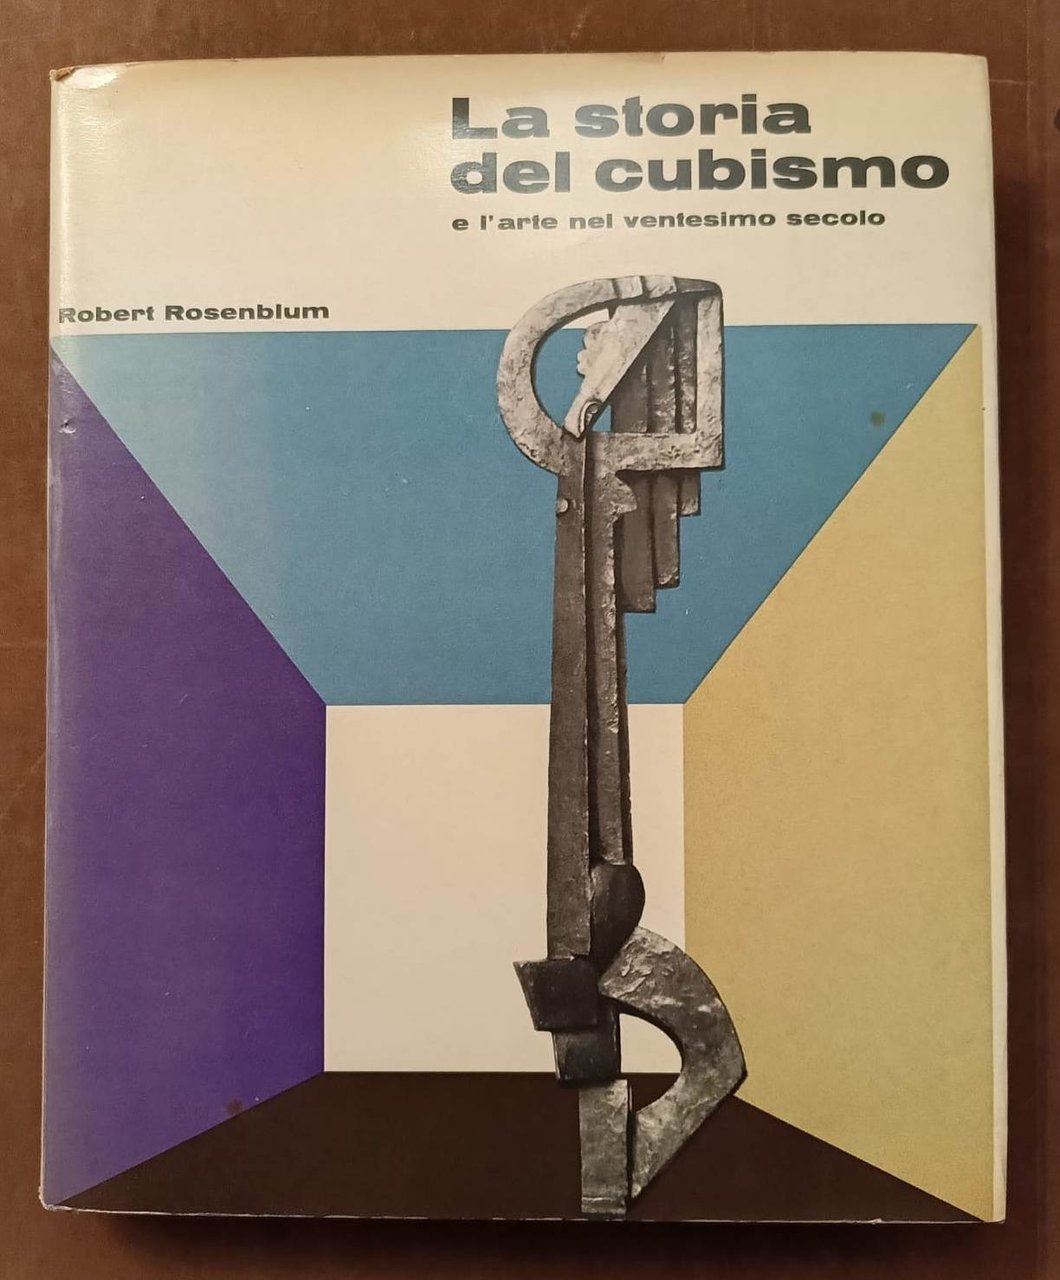 La storia
del cubismo
e l'arte nel ventesimo secolo
Robert Rosenblum